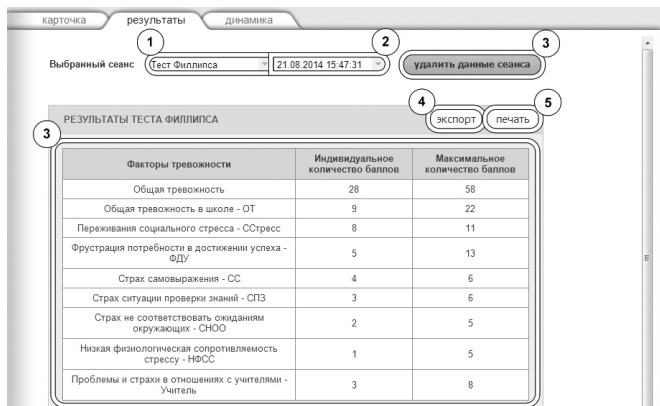 карточка результаты динамика
1 2 3
Выбранный сеанс Тест Филлипса 21.08.2014 15:47:31 удалить данные сеанса
4 5
РЕЗУЛЬТАТЫ ТЕСТА ФИЛЛИПСА экспорт печать
3
Факторы тревожности Индивидуальное количество баллов Максимальное количество баллов
Общая тревожность 28 58
Общая тревожность в школе - ОТ 9 22
Переживания социального стресса - ССтресс 8 11
Фрустрация потребности в достижении успеха -
ФДУ 5 13
Страх самовыражения - СС 4 6
Страх ситуации проверки знаний - СПЗ 3 6
Страх не соответствовать ожиданиям
окружающих - СНОО 2 5
Низкая физиологическая сопротивляемость
стрессу - НФСС 1 5
Проблемы и страхи в отношениях с учителями -
Учитель 3 8